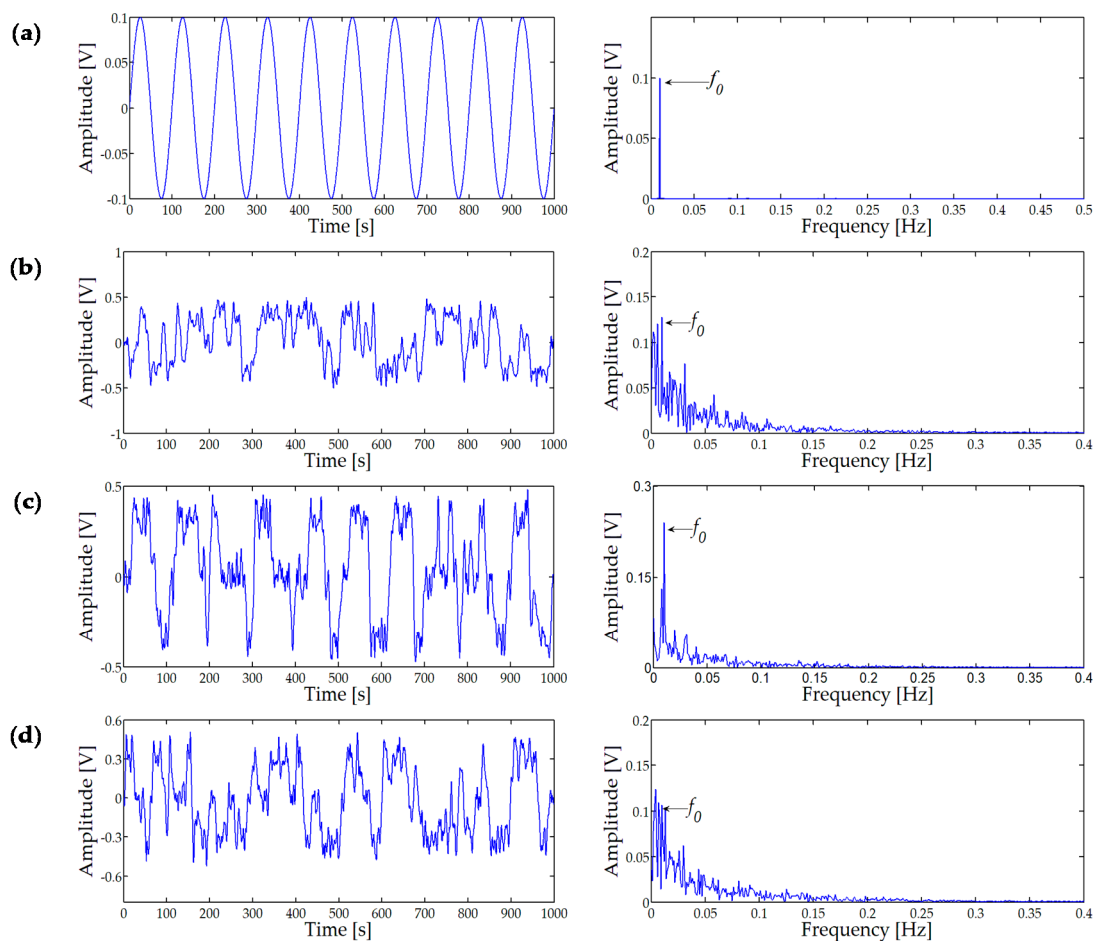 (a)
Amplitude [V]
0.1
0.05
0
-0.05
-0.1
0 100 200 300 400 500 600 700 800 900 1000
Time [s]
Amplitude [V]
0.1
0.05
0
f0
0 0.05 0.1 0.15 0.2 0.25 0.3 0.35 0.4 0.45 0.5
Frequency [Hz]
(b)
Amplitude [V]
1
0.5
0
-0.5
-1
0 100 200 300 400 500 600 700 800 900 1000
Time [s]
Amplitude [V]
0.2
0.15
0.1
0.05
0
f0
0 0.05 0.1 0.15 0.2 0.25 0.3 0.35 0.4
Frequency [Hz]
(c)
Amplitude [V]
0.5
0
-0.5
0 100 200 300 400 500 600 700 800 900 1000
Time [s]
Amplitude [V]
0.3
0.15
0
f0
0 0.05 0.1 0.15 0.2 0.25 0.3 0.35 0.4
Frequency [Hz]
(d)
Amplitude [V]
0.6
0.3
0
-0.3
-0.6
0 100 200 300 400 500 600 700 800 900 1000
Time [s]
Amplitude [V]
0.2
0.15
0.1
0.05
0
f0
0 0.05 0.1 0.15 0.2 0.25 0.3 0.35 0.4
Frequency [Hz]